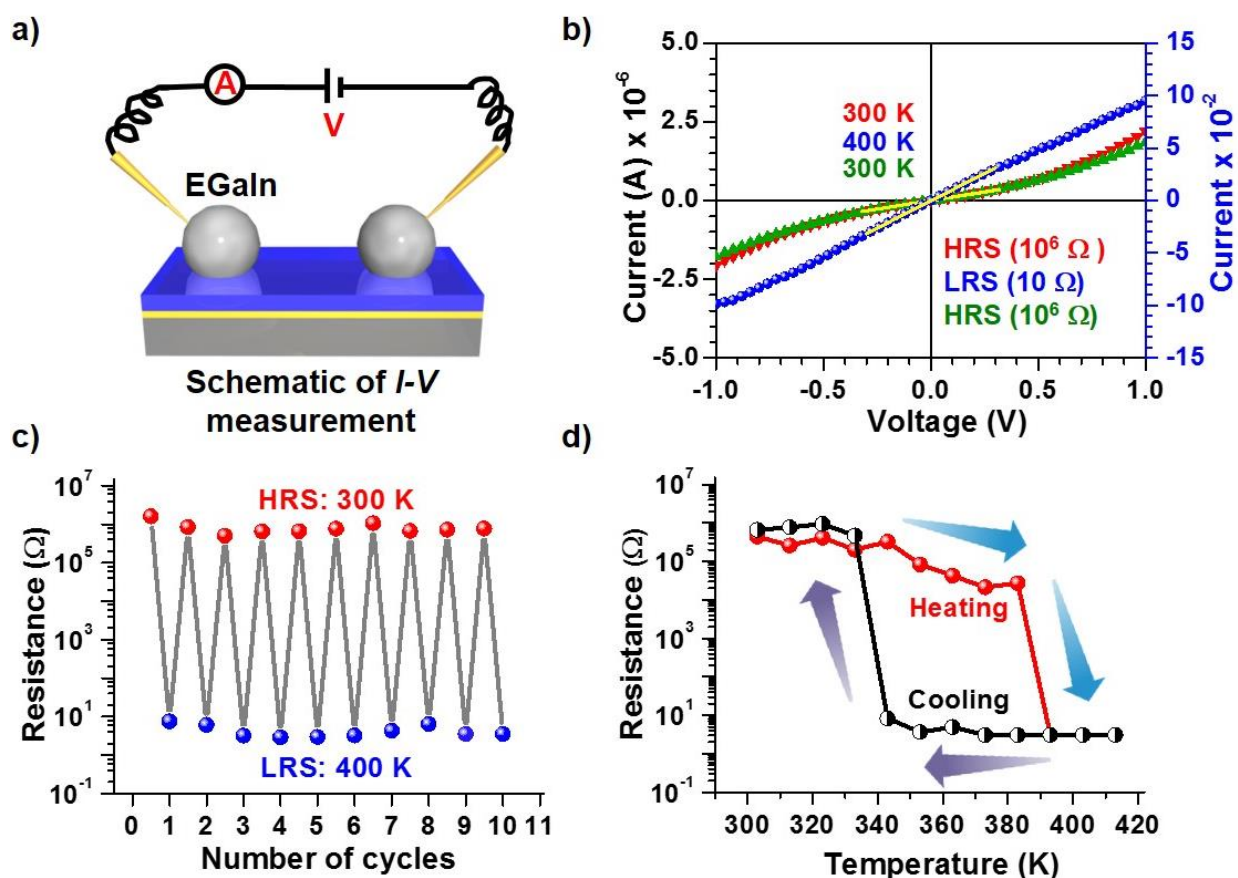 a)
A
V
EGaIn
Schematic of I-V
measurement
b)
5.0
2.5
0.0
-2.5
-5.0
Current (A) x 10⁻⁶
15
10
5
0
-5
-10
-15
Current x 10⁻²
300 K
400 K
300 K
HRS (10⁶ Ω )
LRS (10 Ω)
HRS (10⁶ Ω)
-1.0 -0.5 0.0 0.5 1.0
Voltage (V)
c)
10⁷
10⁵
10³
10¹
10⁻¹
Resistance (Ω)
HRS: 300 K
LRS: 400 K
0 1 2 3 4 5 6 7 8 9 10 11
Number of cycles
d)
10⁷
10⁵
10³
10¹
10⁻¹
Resistance (Ω)
Heating
Cooling
300 320 340 360 380 400 420
Temperature (K)